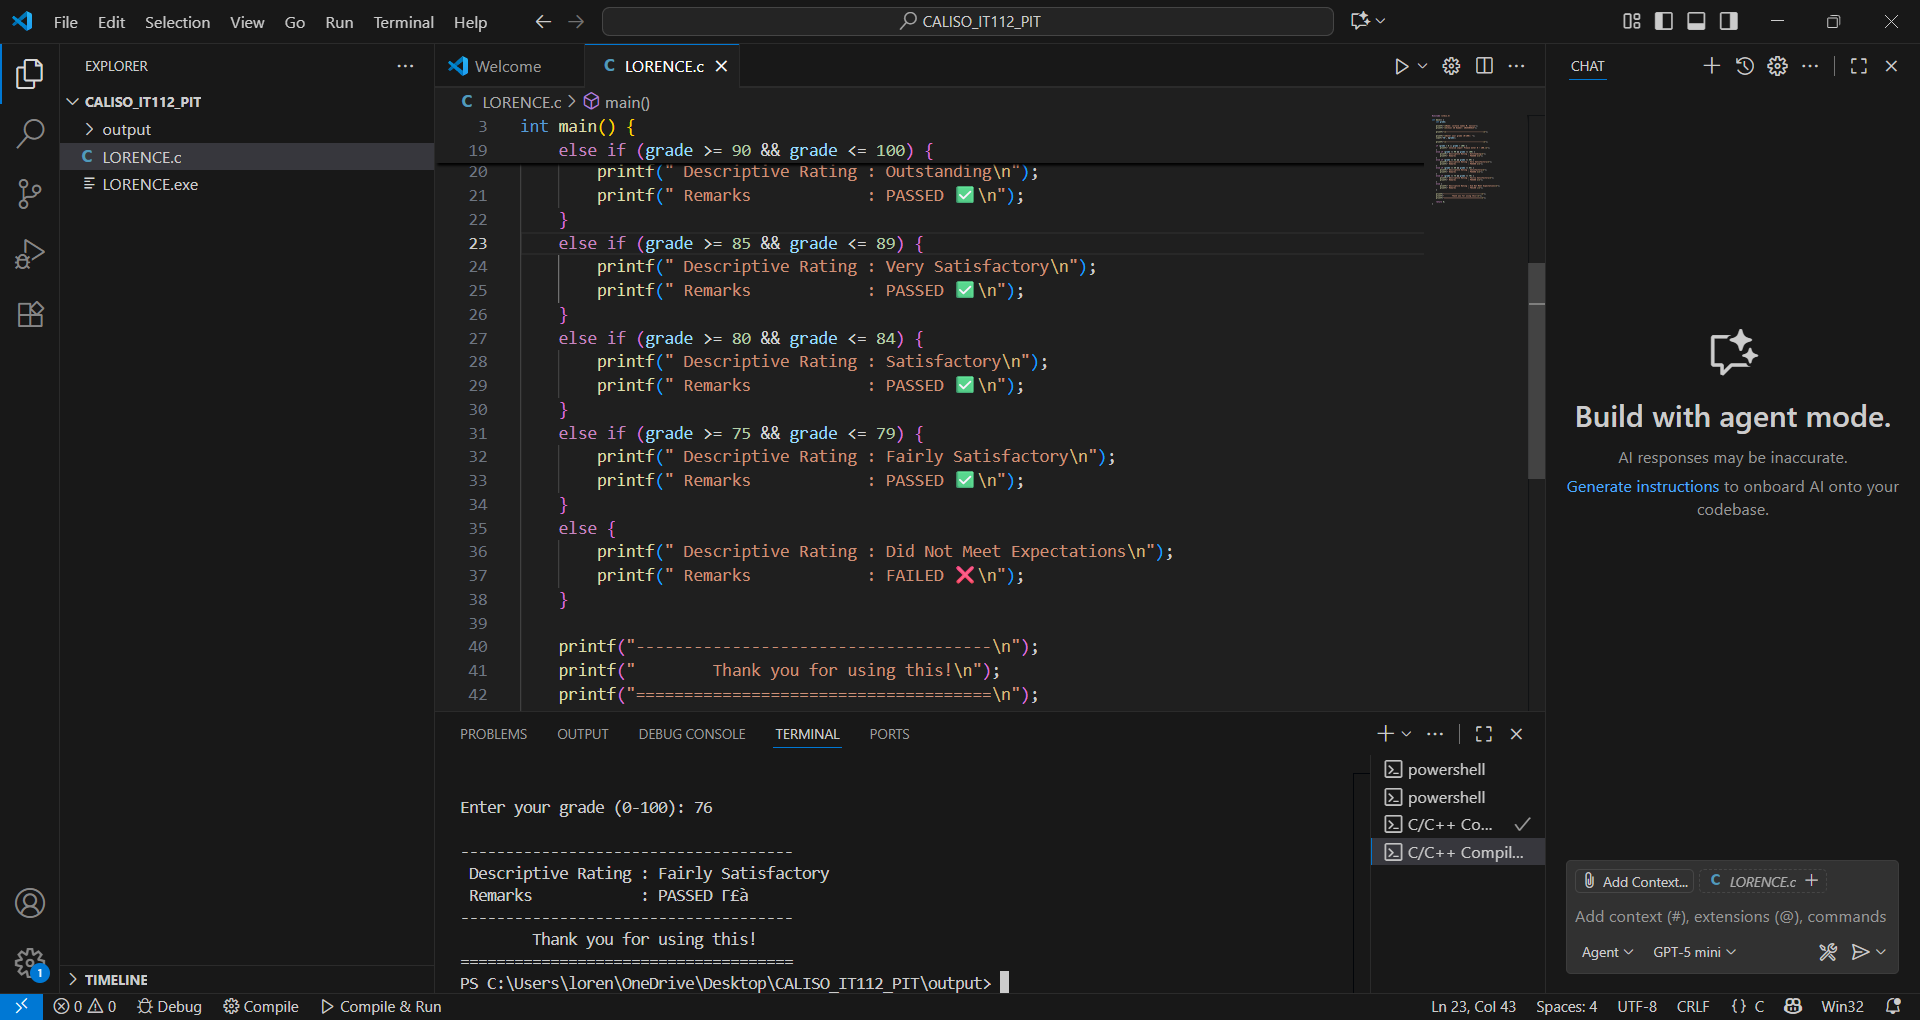 File Edit Selection View Go Run Terminal Help
CALISO_IT112_PIT
EXPLORER
CALISO_IT112_PIT
output
C LORENCE.c
LORENCE.exe
TIMELINE
Welcome
C LORENCE.c
C LORENCE.c > main()
3 int main() {
19 else if (grade >= 90 && grade <= 100) {
20 printf(" Descriptive Rating : Outstanding\n");
21 printf(" Remarks            : PASSED ✅\n");
22 }
23 else if (grade >= 85 && grade <= 89) {
24 printf(" Descriptive Rating : Very Satisfactory\n");
25 printf(" Remarks            : PASSED ✅\n");
26 }
27 else if (grade >= 80 && grade <= 84) {
28 printf(" Descriptive Rating : Satisfactory\n");
29 printf(" Remarks            : PASSED ✅\n");
30 }
31 else if (grade >= 75 && grade <= 79) {
32 printf(" Descriptive Rating : Fairly Satisfactory\n");
33 printf(" Remarks            : PASSED ✅\n");
34 }
35 else {
36 printf(" Descriptive Rating : Did Not Meet Expectations\n");
37 printf(" Remarks            : FAILED ❌\n");
38 }
39
40 printf("-------------------------------------\n");
41 printf("        Thank you for using this!\n");
42 printf("=====================================\n");
PROBLEMS OUTPUT DEBUG CONSOLE TERMINAL PORTS
Enter your grade (0-100): 76
-------------------------------------
Descriptive Rating : Fairly Satisfactory
Remarks            : PASSED Γ£à
-------------------------------------
Thank you for using this!
=====================================
PS C:\Users\loren\OneDrive\Desktop\CALISO_IT112_PIT\output>
powershell
powershell
C/C++ Co...
C/C++ Compil...
CHAT
Build with agent mode.
AI responses may be inaccurate.
Generate instructions to onboard AI onto your
codebase.
Add Context... C LORENCE.c +
Add context (#), extensions (@), commands
Agent GPT-5 mini
1
0 0 Debug Compile Compile & Run
Ln 23, Col 43 Spaces: 4 UTF-8 CRLF {} C Win32